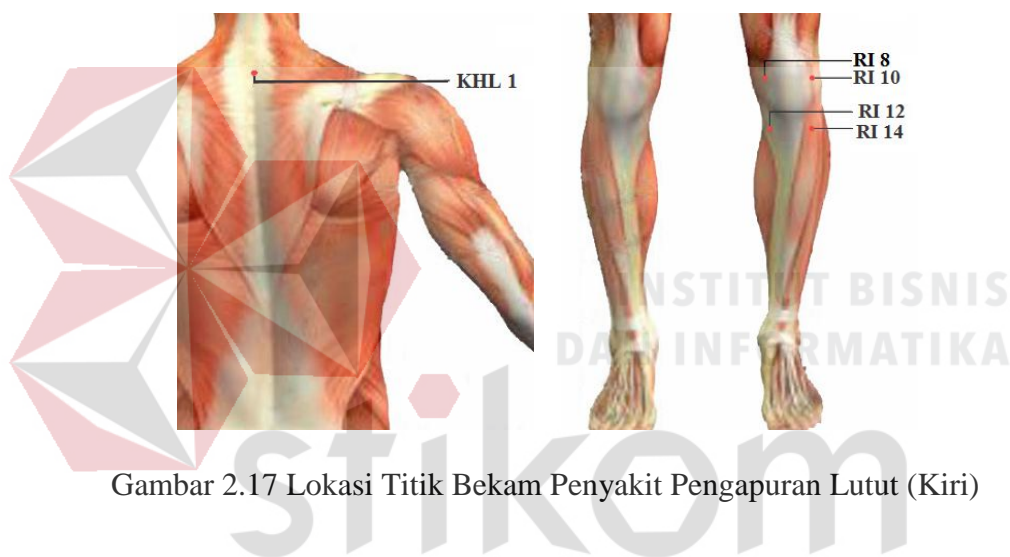 KHL 1
RI 8
RI 10
RI 12
RI 14
INSTITUT BISNIS
DAN INFORMATIKA
stikom
Gambar 2.17 Lokasi Titik Bekam Penyakit Pengapuran Lutut (Kiri)